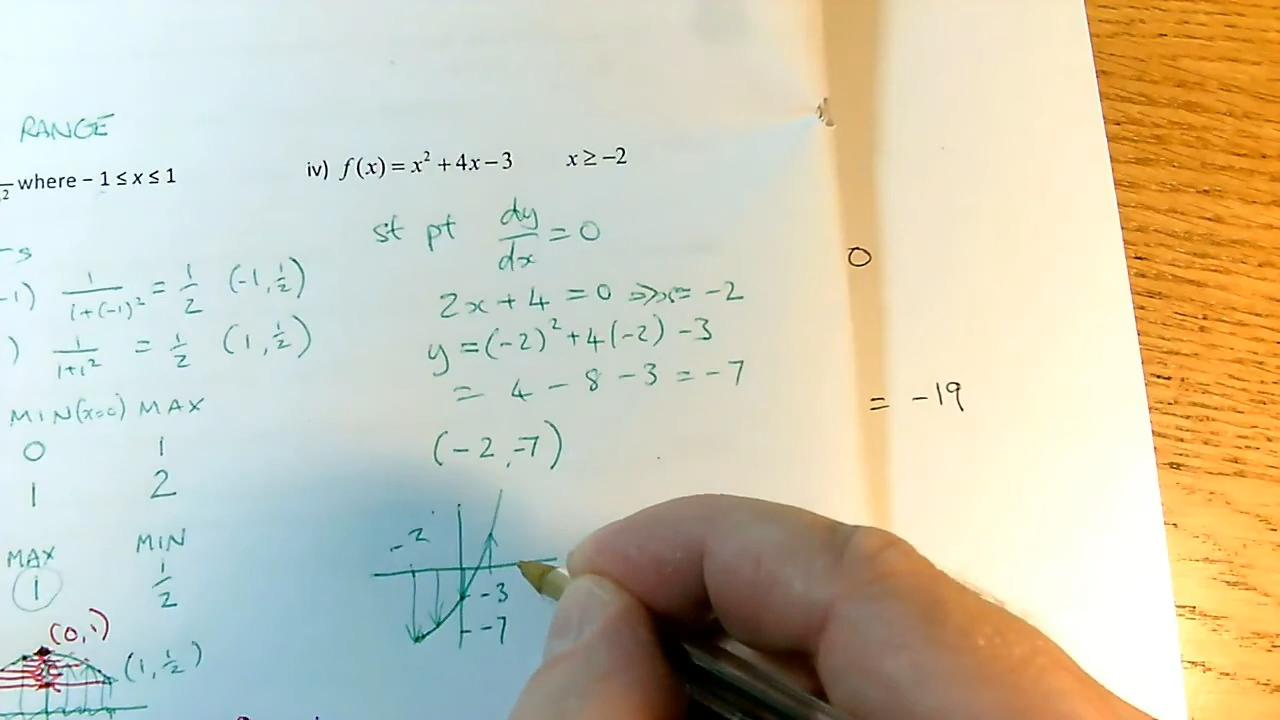 RANGE
where – 1 ≤ x ≤ 1
1/(1+(-1)²) = 1/2 (-1, 1/2)
1/(1+1²) = 1/2 (1, 1/2)
MIN(x=0) MAX
0 1
1 2
MAX MIN
1 1/2
(0,1)
(1, 1/2)
iv) f(x) = x² + 4x – 3 x ≥ –2
st pt dy/dx = 0
2x + 4 = 0 ⇒ x = -2
y = (-2)² + 4(-2) - 3
= 4 - 8 - 3 = -7
(-2, -7)
-2
-3
-7
0
= -19